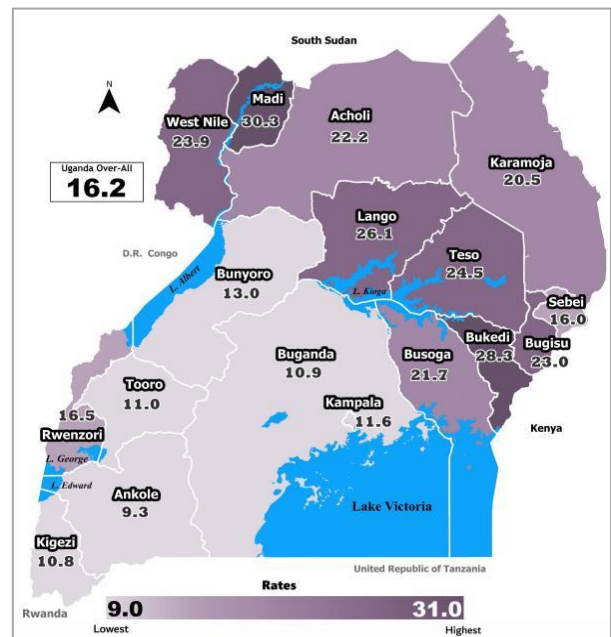 South Sudan
N
Madi
30.3
West Nile
23.9
Acholi
22.2
Karamoja
20.5
Uganda Over-All
16.2
Lango
26.1
Teso
24.5
D.R. Congo
L. Albert
Bunyoro
13.0
L. Kioga
Sebei
16.0
Bukedi
28.3
Bugisu
23.0
Buganda
10.9
Busoga
21.7
Tooro
11.0
Kampala
11.6
16.5
Rwenzori
Kenya
L. George
L. Edward
Ankole
9.3
Lake Victoria
Kigezi
10.8
United Republic of Tanzania
Rwanda
Rates
9.0 31.0
Lowest Highest